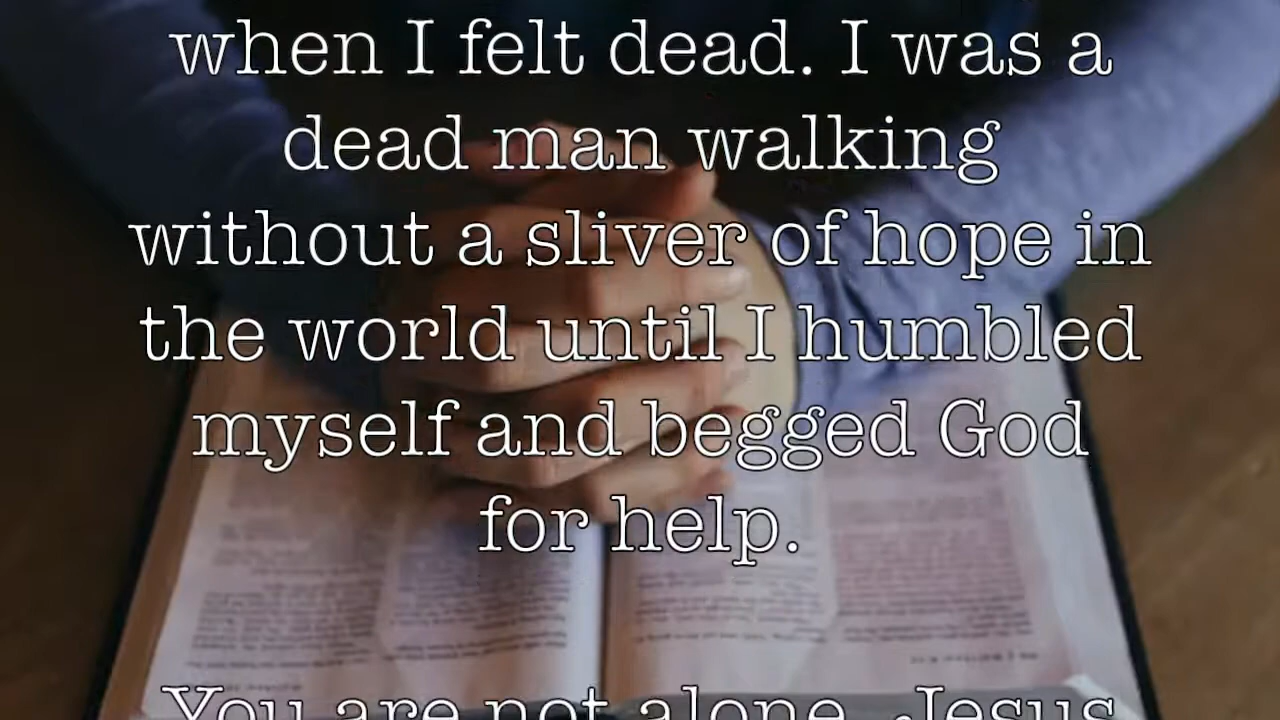 when I felt dead. I was a
dead man walking
without a sliver of hope in
the world until I humbled
myself and begged God
for help.
You are not alone. Jesus